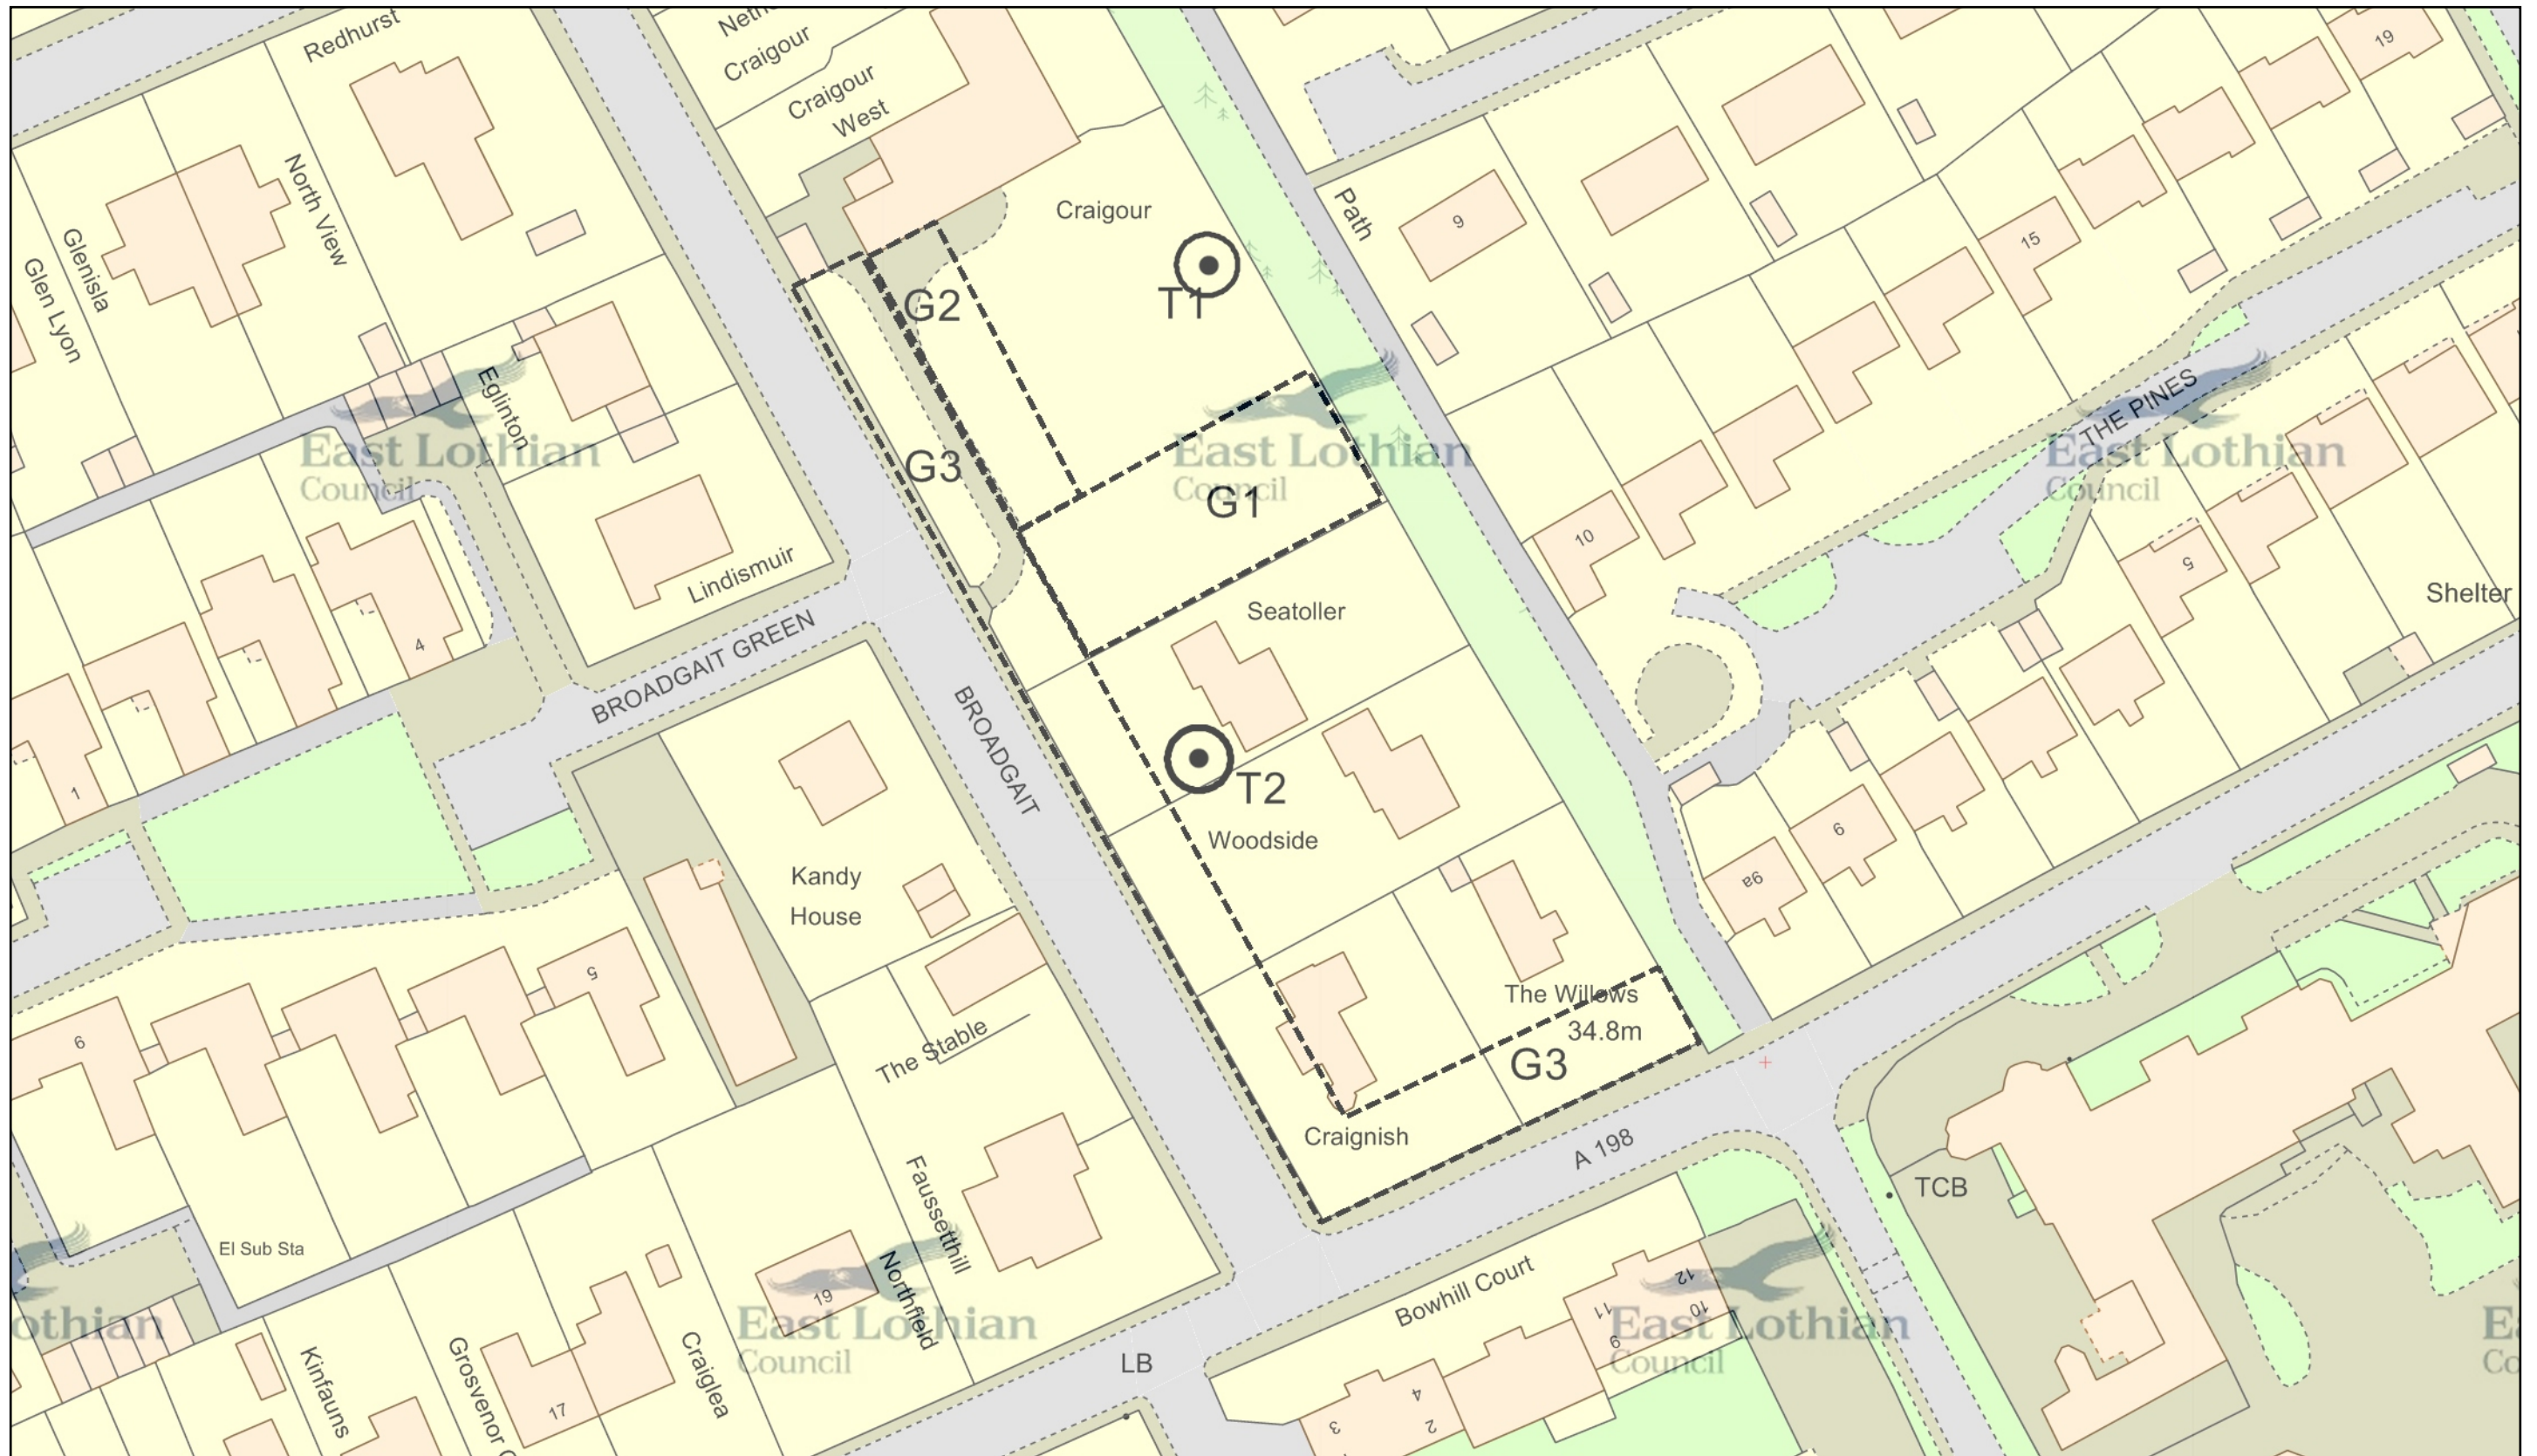 Redhurst
Craigour
Craigour
West
19
North View
Glenisla
Glen Lyon
Craigour
Path
9
15
T1
G2
Eglinton
East Lothian
Council
G3
East Lothian
Council
G1
THE PINES
East Lothian
Council
10
5
Shelter
Lindismuir
Seatoller
4
BROADGAIT GREEN
BROADGAIT
1
T2
Woodside
Kandy
House
9a
6
5
The Willows
34.8m
9
The Stable
G3
Craignish
A 198
TCB
Faussetthill
El Sub Sta
Northfield
19
Bowhill Court
12
11
10
9
othian
East Lothian
Council
East Lothian
Council
LB
Kinfauns
Grosvenor
Craiglea
17
4
3
2